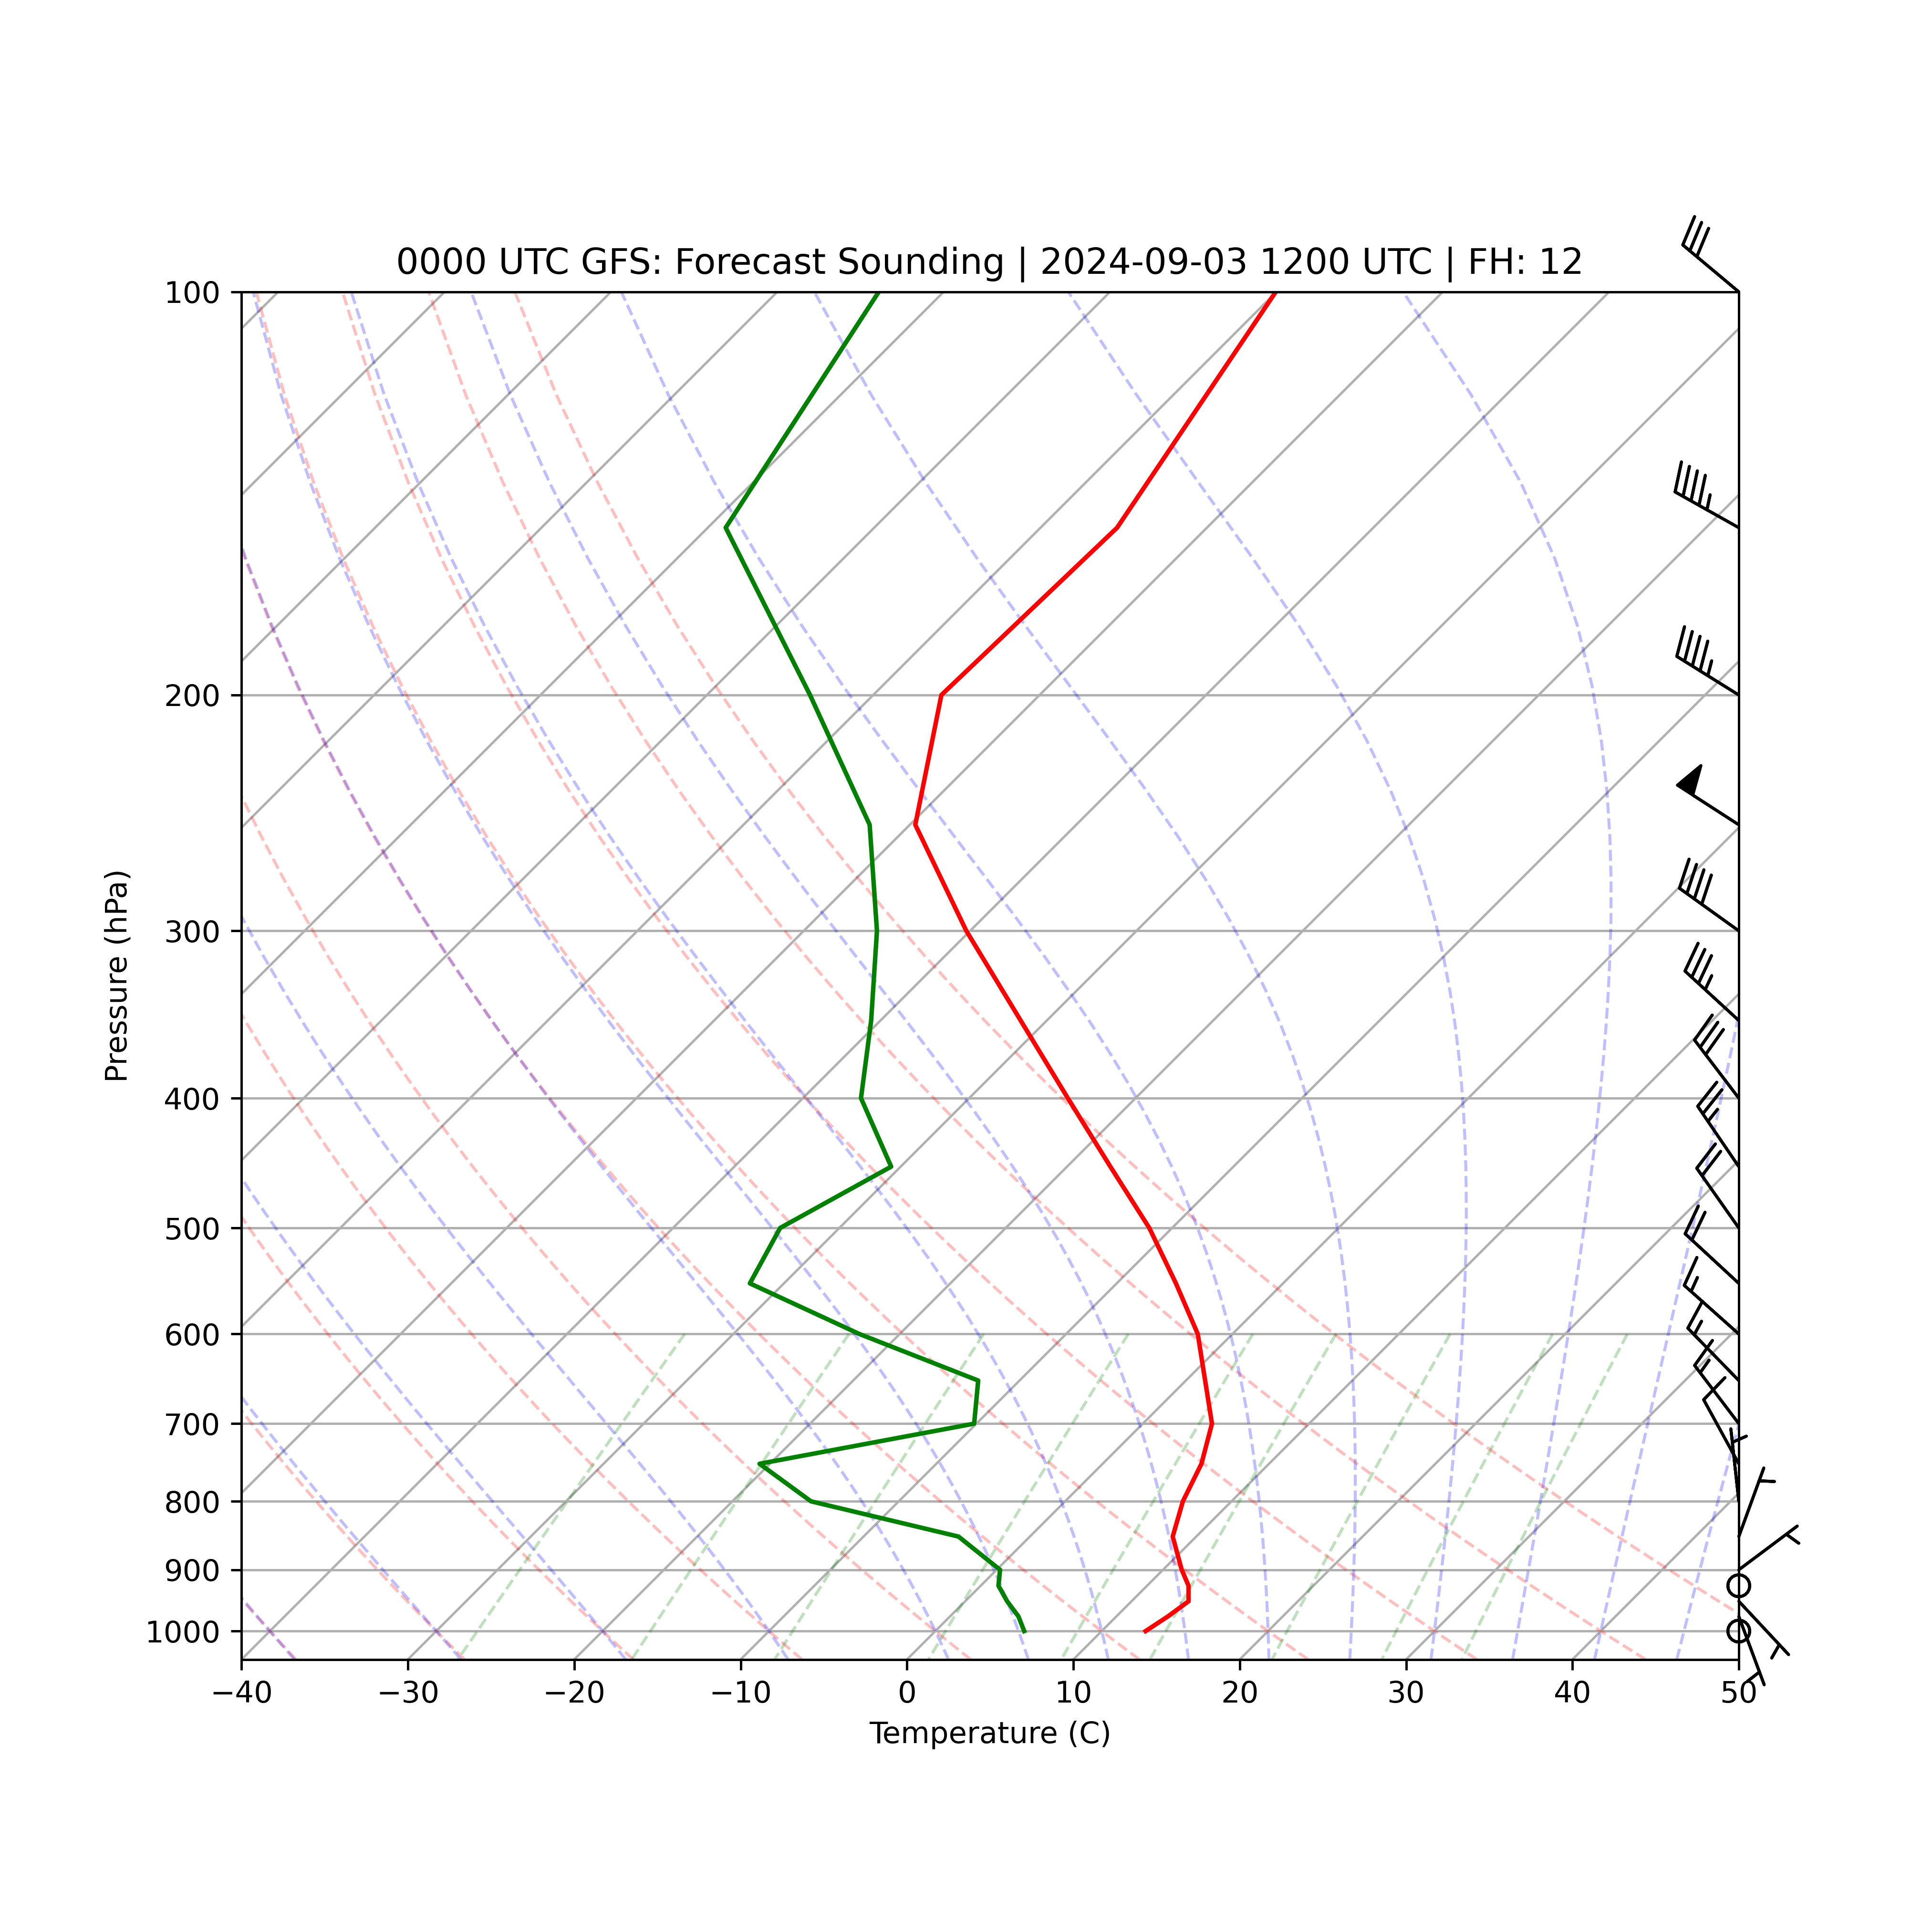 0000 UTC GFS: Forecast Sounding | 2024-09-03 1200 UTC | FH: 12
100
200
300
400
500
600
700
800
900
1000
Pressure (hPa)
−40 −30 −20 −10 0 10 20 30 40 50
Temperature (C)